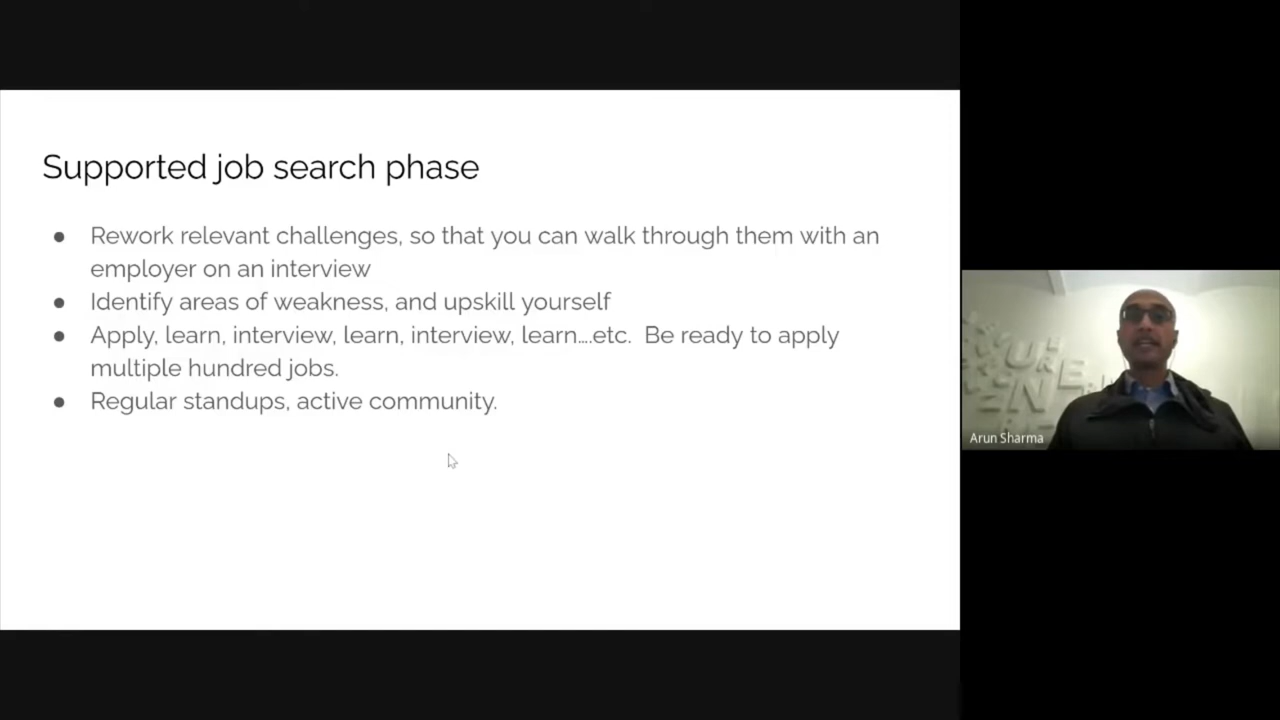 Supported job search phase
● Rework relevant challenges, so that you can walk through them with an
employer on an interview
● Identify areas of weakness, and upskill yourself
● Apply, learn, interview, learn, interview, learn....etc.  Be ready to apply
multiple hundred jobs.
● Regular standups, active community.
Arun Sharma